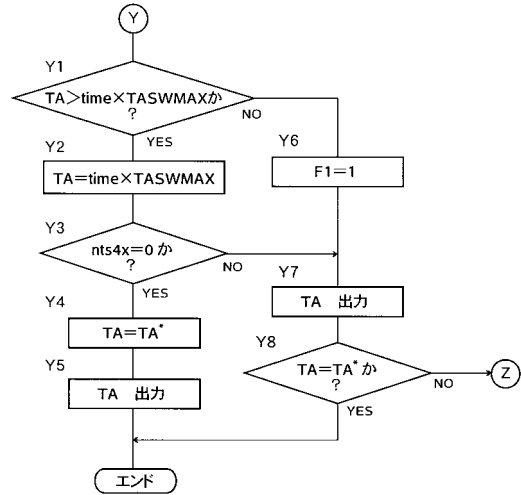 Y
Y1
TA＞time×TASWMAXか
?
NO
YES
Y2
TA＝time×TASWMAX
Y6
F1＝1
Y3
nts4x＝0 か
?
NO
YES
Y7
TA 出力
Y4
TA＝TA*
Y8
TA＝TA* か
?
NO
Z
YES
Y5
TA 出力
エンド